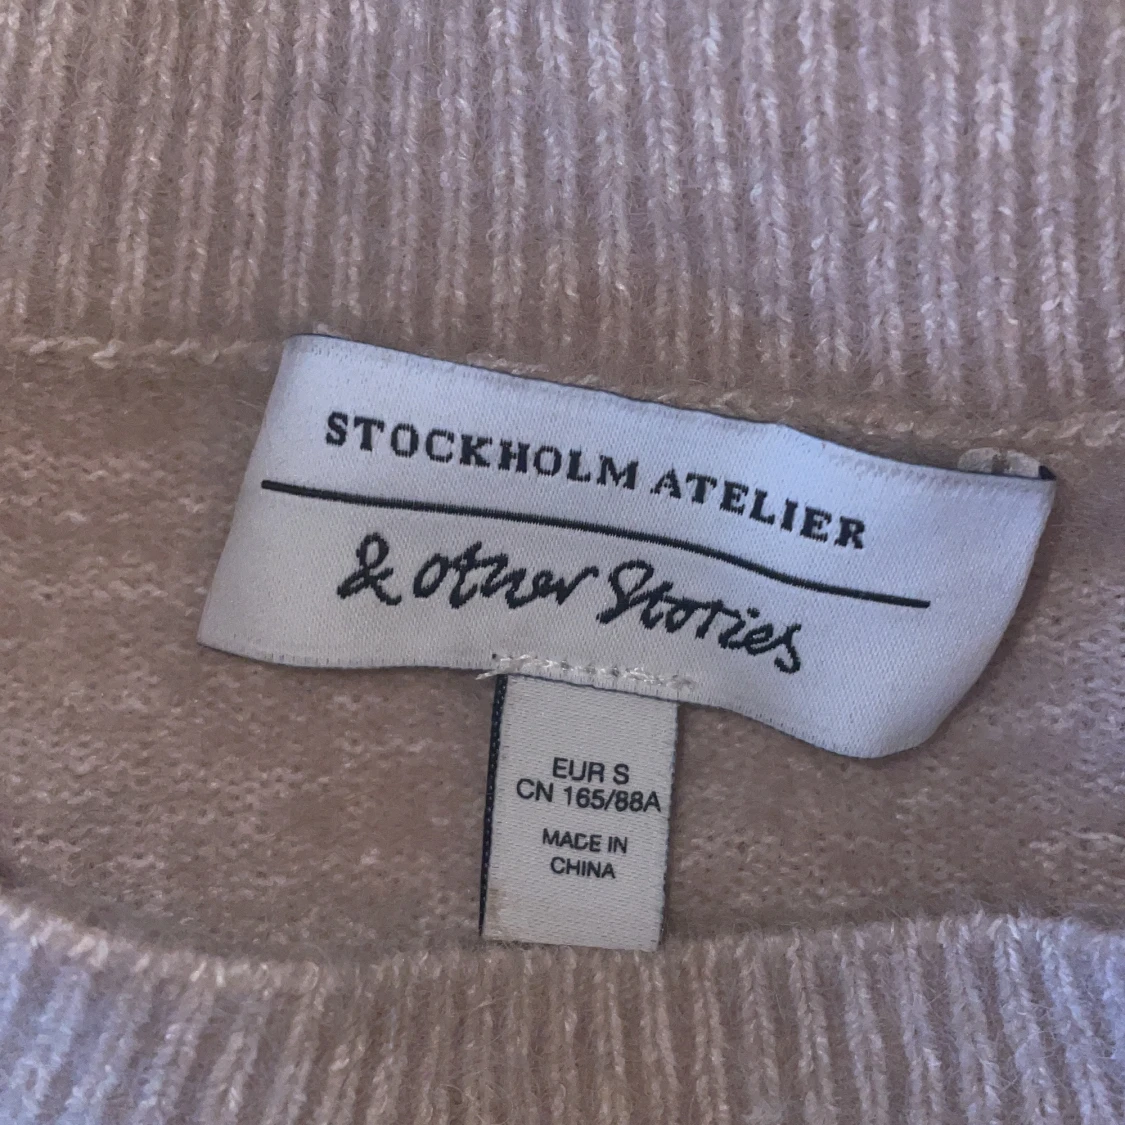 STOCKHOLM ATELIER
& other Stories
EUR S
CN 165/88A
MADE IN
CHINA